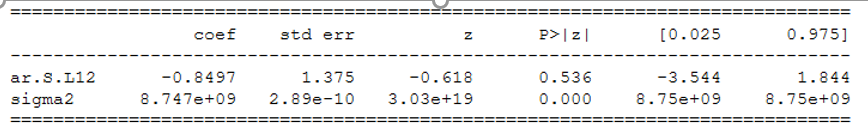 coef std err z P>|z| [0.025 0.975]
ar.S.L12 -0.8497 1.375 -0.618 0.536 -3.544 1.844
sigma2 8.747e+09 2.89e-10 3.03e+19 0.000 8.75e+09 8.75e+09